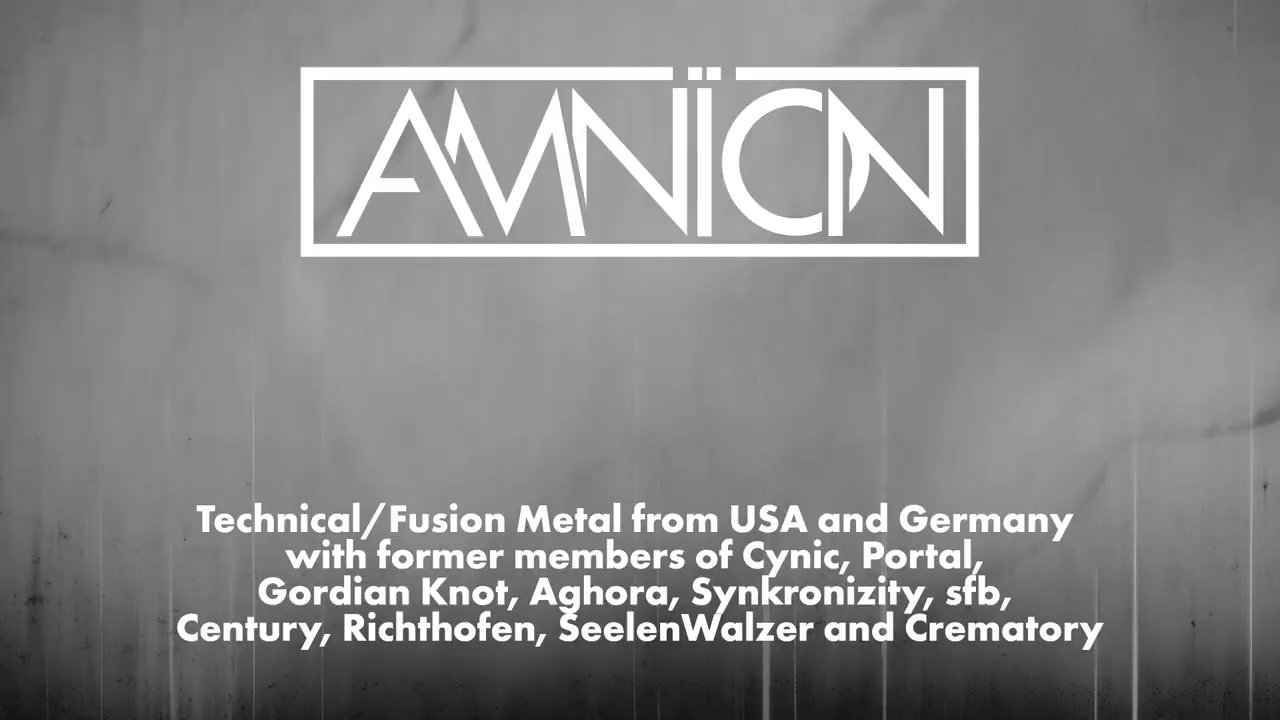 AMNÏON
Technical/Fusion Metal from USA and Germany
with former members of Cynic, Portal,
Gordian Knot, Aghora, Synkronizity, sfb,
Century, Richthofen, SeelenWalzer and Crematory